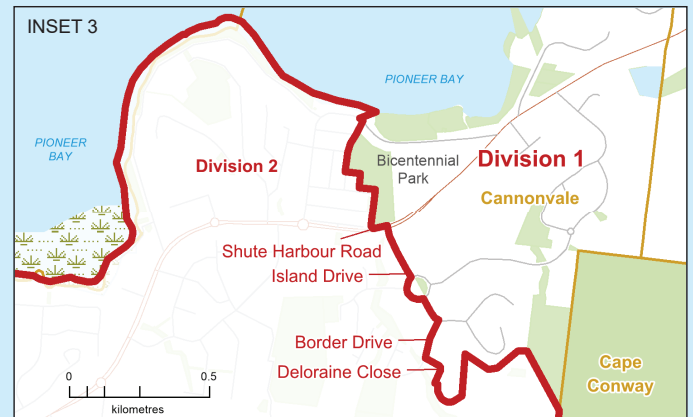 INSET 3
PIONEER BAY
PIONEER
BAY
Division 2
Bicentennial
Park
Division 1
Cannonvale
Shute Harbour Road
Island Drive
Border Drive
Deloraine Close
Cape
Conway
0 0.5
kilometres